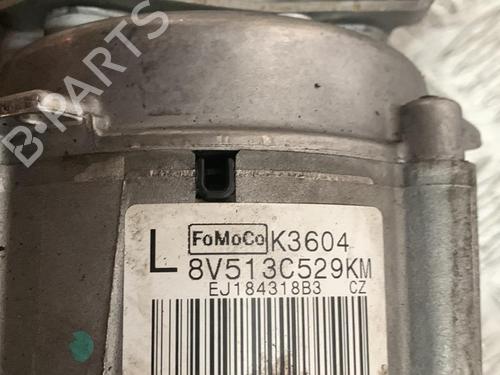 B-PARTS
FoMoCo K3604
L 8V513C529KM
EJ184318B3 CZ